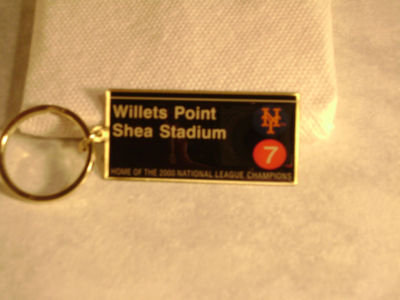 Willets Point
Shea Stadium
NY
7
HOME OF THE 2000 NATIONAL LEAGUE CHAMPIONS